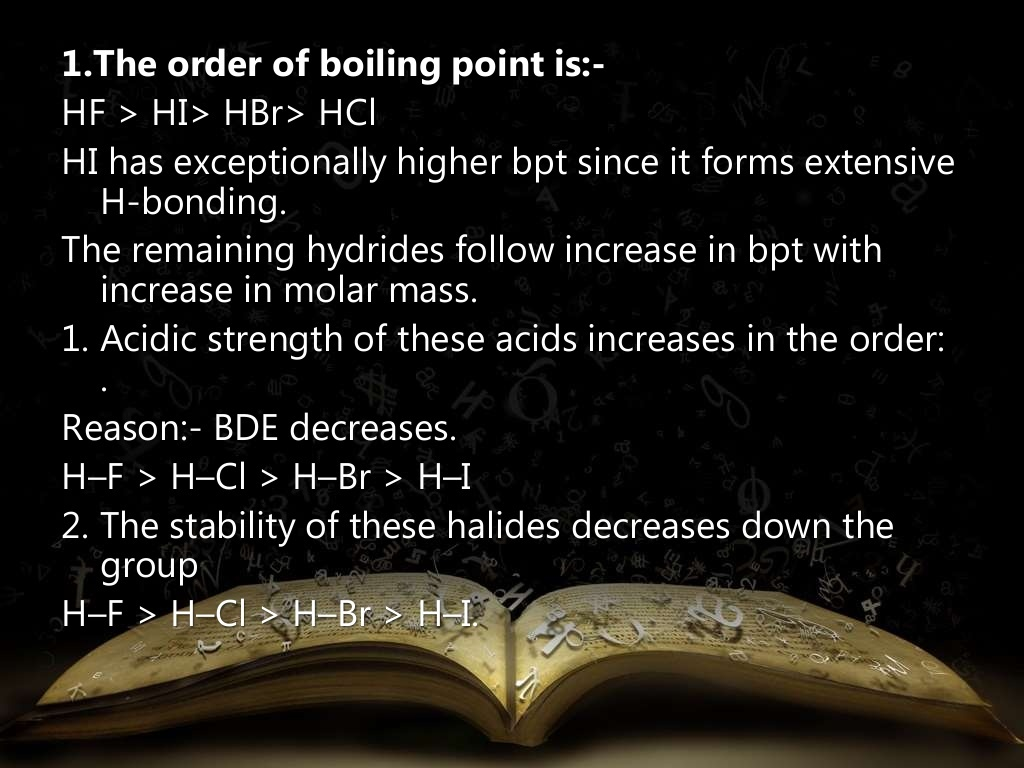 1.The order of boiling point is:-
HF > HI> HBr> HCl
HI has exceptionally higher bpt since it forms extensive
H-bonding.
The remaining hydrides follow increase in bpt with
increase in molar mass.
1. Acidic strength of these acids increases in the order:
.
Reason:- BDE decreases.
H–F > H–Cl > H–Br > H–I
2. The stability of these halides decreases down the
group
H–F > H–Cl > H–Br > H–I.